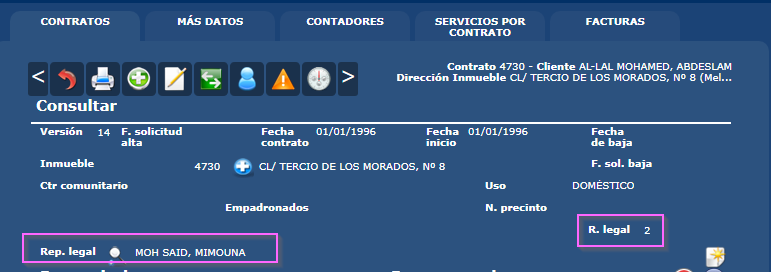 CONTRATOS MÁS DATOS CONTADORES SERVICIOS POR CONTRATO FACTURAS
Contrato 4730 - Cliente AL-LAL MOHAMED, ABDESLAM
Dirección Inmueble CL/ TERCIO DE LOS MORADOS, Nº 8 (Mel...
Consultar
Versión 14 F. solicitud alta Fecha contrato 01/01/1996 Fecha inicio 01/01/1996 Fecha de baja
Inmueble 4730 CL/ TERCIO DE LOS MORADOS, Nº 8 F. sol. baja
Ctr comunitario Uso DOMÉSTICO
Empadronados N. precinto
R. legal 2
Rep. legal MOH SAID, MIMOUNA